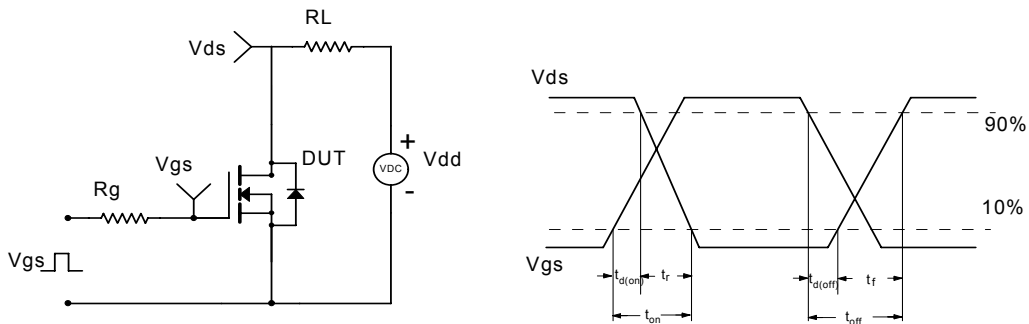 RL
Vds
DUT
+
Vdd
VDC
-
Vgs
Rg
Vgs
Vds
90%
10%
Vgs
td(on)
tr
td(off)
tf
ton
toff